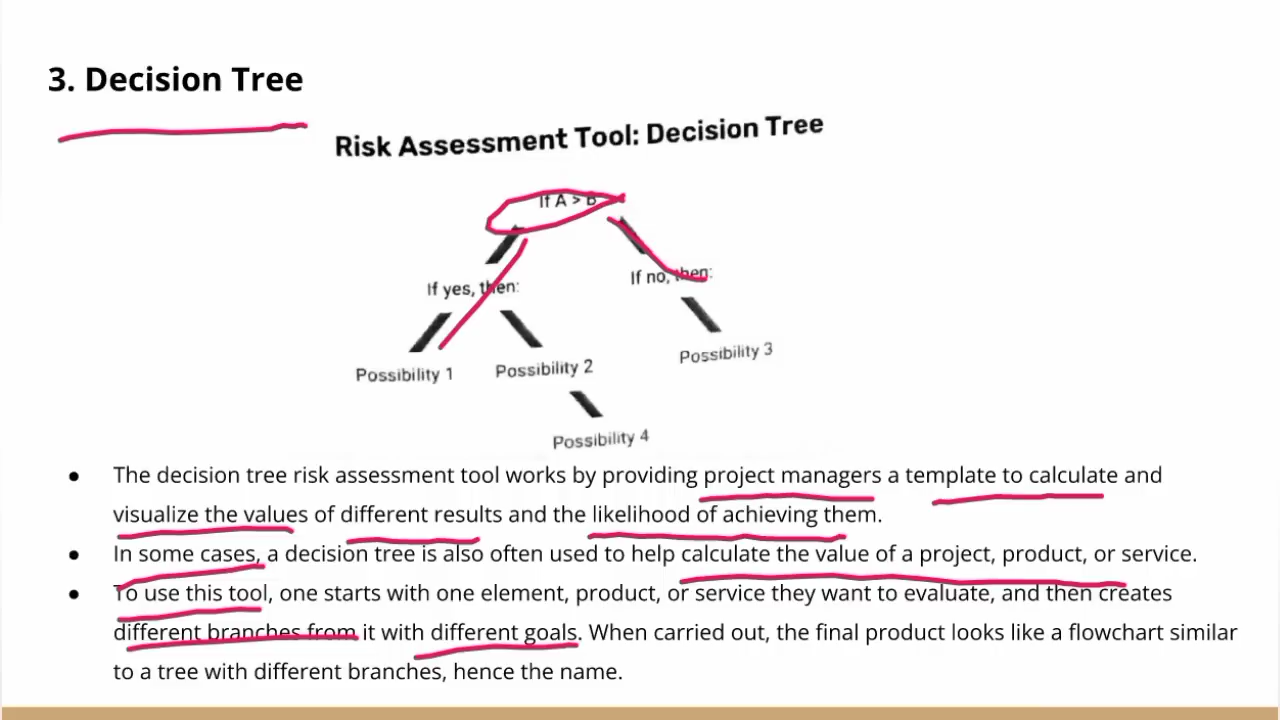 3. Decision Tree
Risk Assessment Tool: Decision Tree
If A > B
If yes, then:
If no, then:
Possibility 1
Possibility 2
Possibility 3
Possibility 4
● The decision tree risk assessment tool works by providing project managers a template to calculate and
visualize the values of different results and the likelihood of achieving them.
● In some cases, a decision tree is also often used to help calculate the value of a project, product, or service.
● To use this tool, one starts with one element, product, or service they want to evaluate, and then creates
different branches from it with different goals. When carried out, the final product looks like a flowchart similar
to a tree with different branches, hence the name.